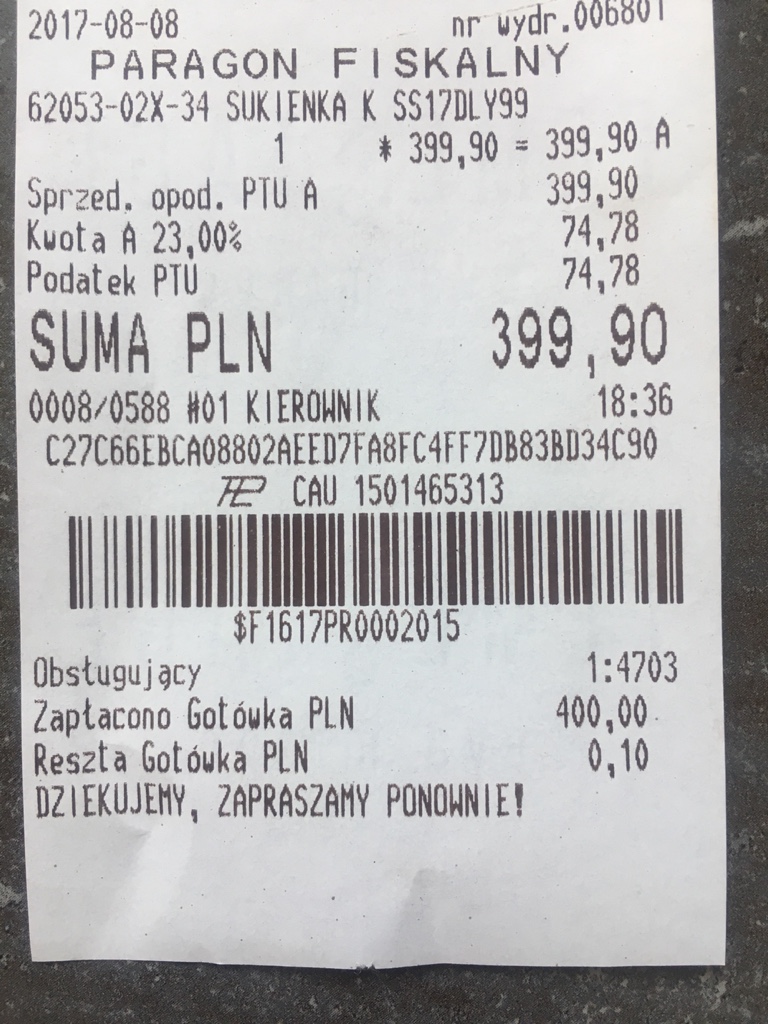 2017-08-08 nr wydr.006801
PARAGON FISKALNY
62053-02X-34 SUKIENKA K SS17DLY99
1 * 399,90 = 399,90 A
Sprzed. opod. PTU A 399,90
Kwota A 23,00% 74,78
Podatek PTU 74,78
SUMA PLN 399,90
0008/0588 #01 KIEROWNIK 18:36
C27C66EBCA08802AEED7FA8FC4FF7DB83BD34C90
CAU 1501465313
$F1617PR0002015
Obsługujący 1:4703
Zapłacono Gotówka PLN 400,00
Reszta Gotówka PLN 0,10
DZIEKUJEMY, ZAPRASZAMY PONOWNIE!